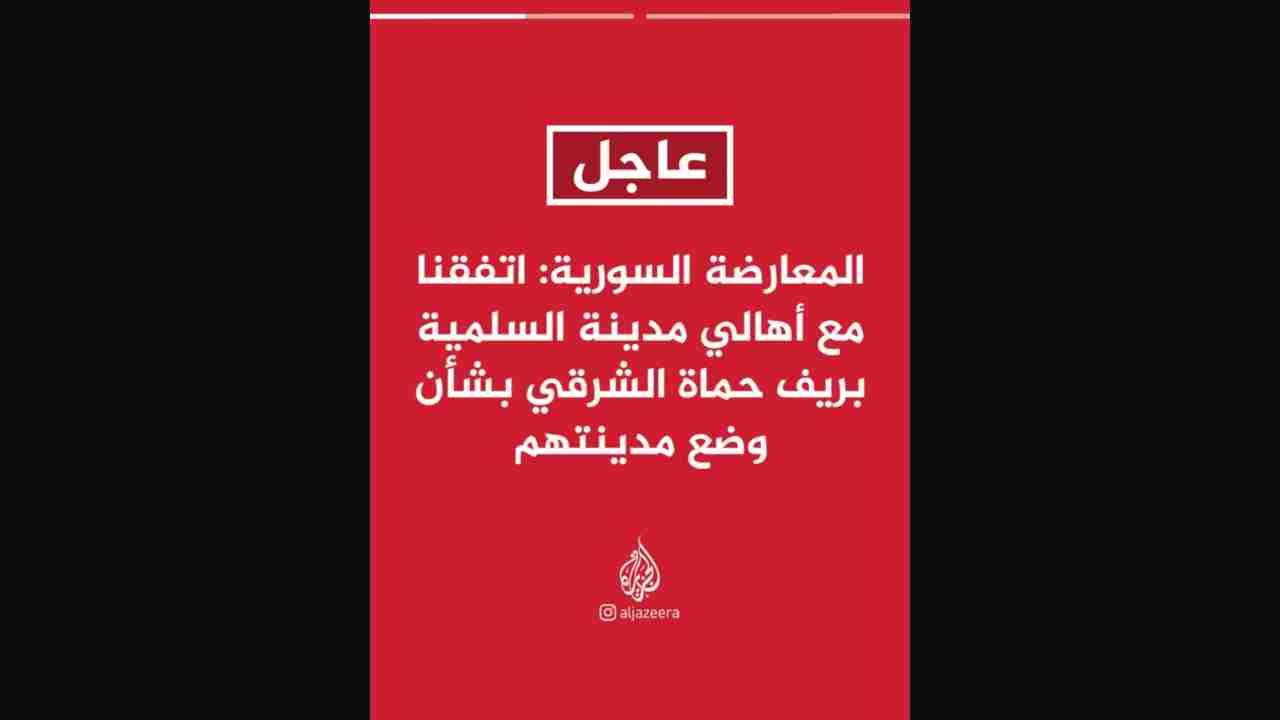 عاجل
المعارضة السورية: اتفقنا
مع أهالي مدينة السلمية
بريف حماة الشرقي بشأن
وضع مدينتهم
الجزيرة
aljazeera